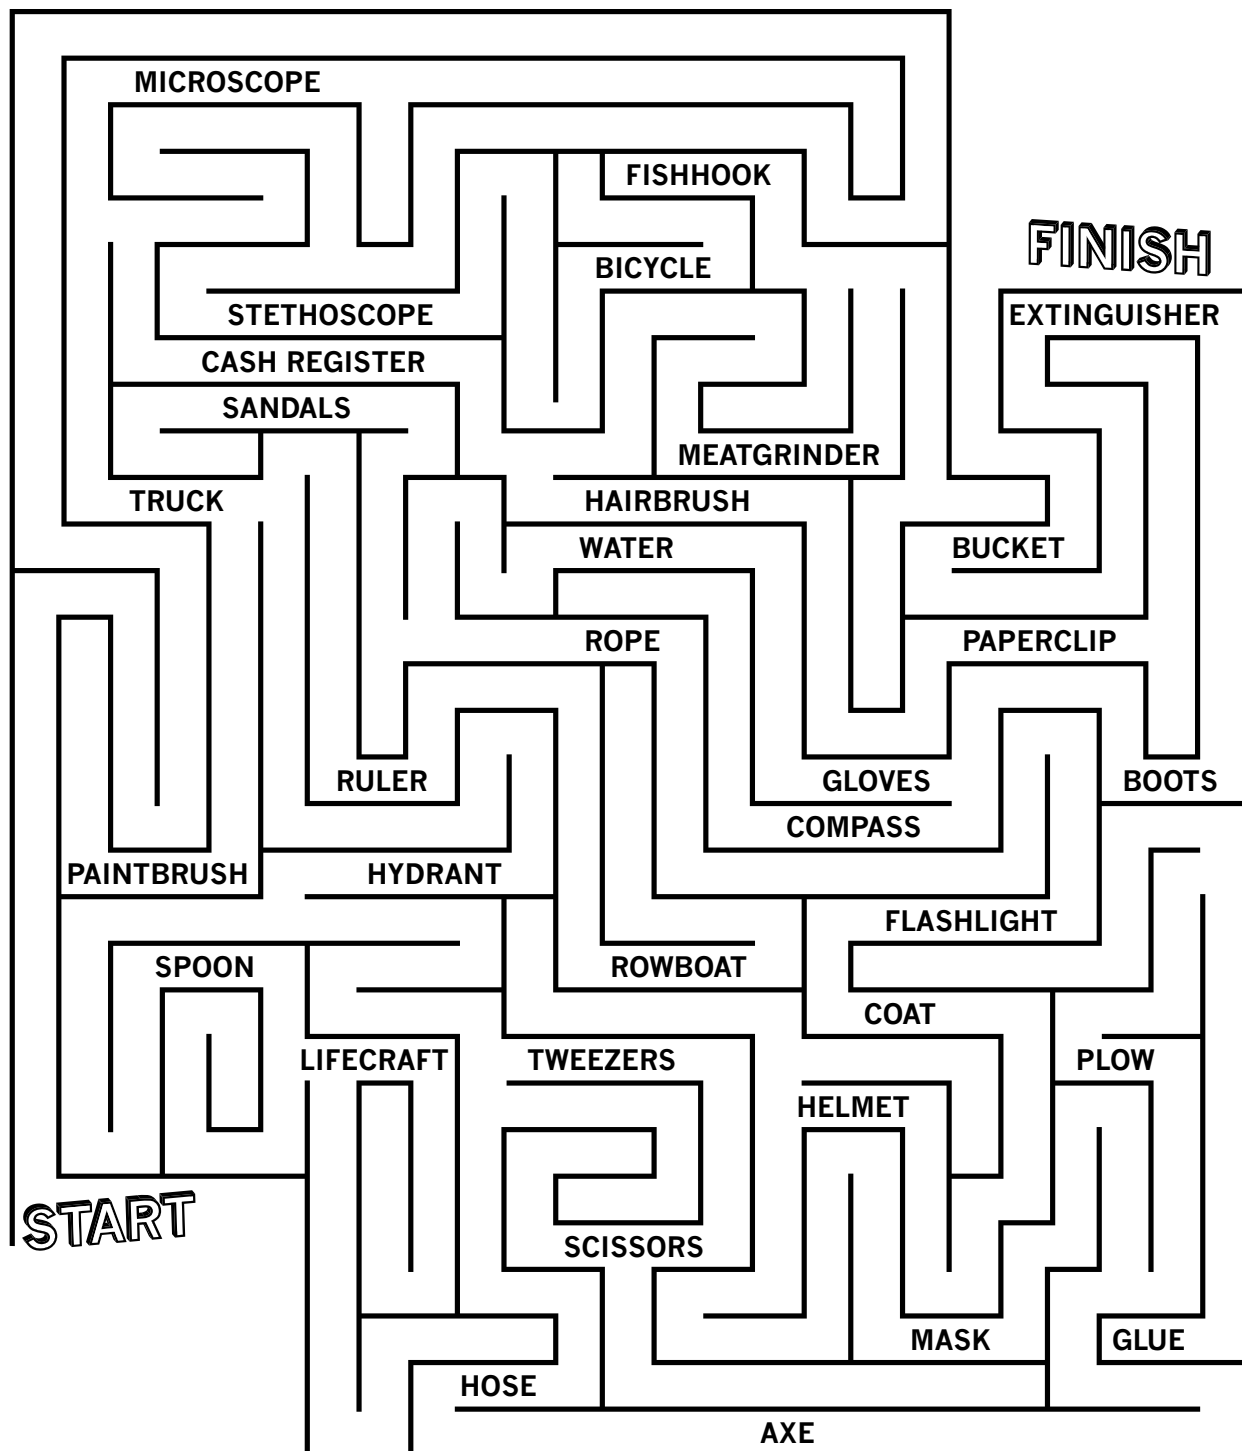 MICROSCOPE
FISHHOOK
FINISH
BICYCLE
STETHOSCOPE
EXTINGUISHER
CASH REGISTER
SANDALS
MEATGRINDER
TRUCK
HAIRBRUSH
WATER
BUCKET
ROPE
PAPERCLIP
RULER
GLOVES
BOOTS
COMPASS
PAINTBRUSH
HYDRANT
FLASHLIGHT
SPOON
ROWBOAT
COAT
LIFECRAFT
TWEEZERS
PLOW
HELMET
START
SCISSORS
MASK
GLUE
HOSE
AXE